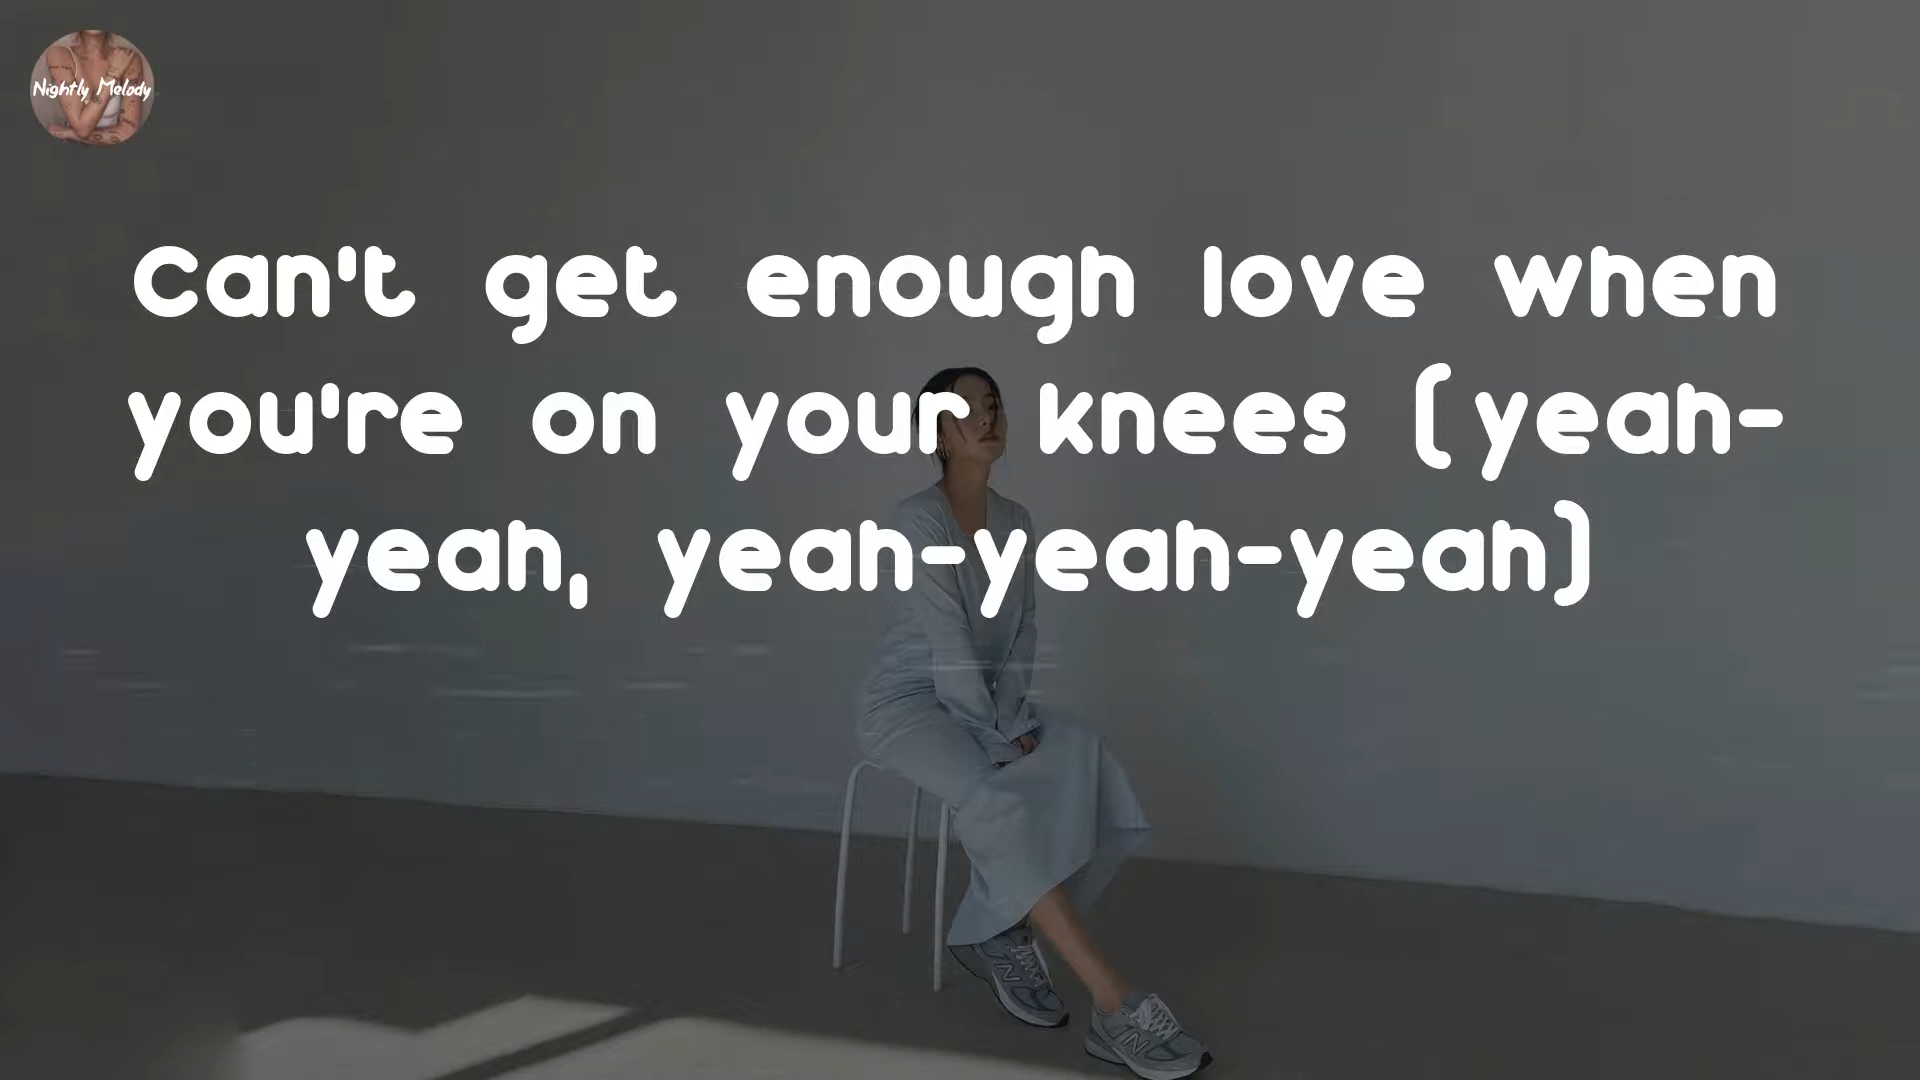 Nightly Melody
Can't get enough love when
you're on your knees (yeah-
yeah, yeah-yeah-yeah)
N
N